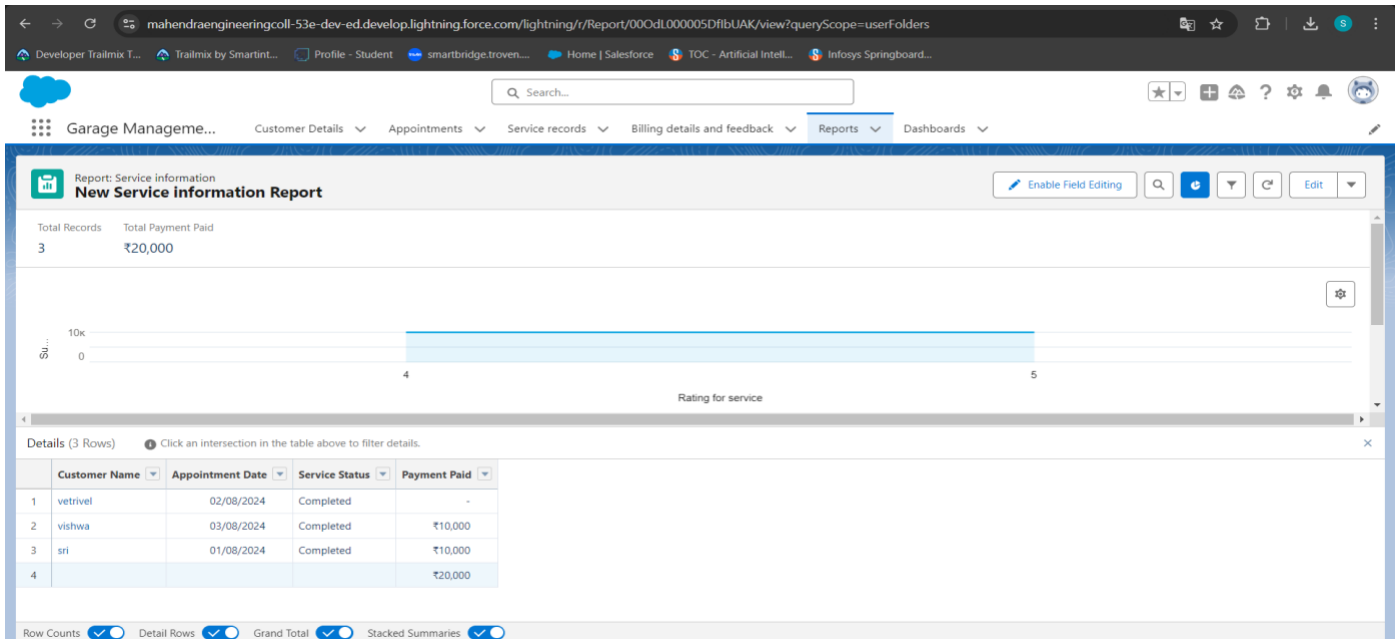 mahendraengineeringcoll-53e-dev-ed.develop.lightning.force.com/lightning/r/Report/00OdL000005DfIbUAK/view?queryScope=userFolders
S
Developer Trailmix T... Trailmix by Smartint... Profile - Student smartbridge.troven.... Home | Salesforce TOC - Artificial Intell... Infosys Springboard...
Search...
Garage Manageme... Customer Details Appointments Service records Billing details and feedback Reports Dashboards
Report: Service information
New Service information Report
Enable Field Editing Edit
Total Records Total Payment Paid
3 ₹20,000
10K
Su...
0
4 5
Rating for service
Details (3 Rows) Click an intersection in the table above to filter details.
Customer Name Appointment Date Service Status Payment Paid
1 vetrivel 02/08/2024 Completed -
2 vishwa 03/08/2024 Completed ₹10,000
3 sri 01/08/2024 Completed ₹10,000
4 ₹20,000
Row Counts Detail Rows Grand Total Stacked Summaries